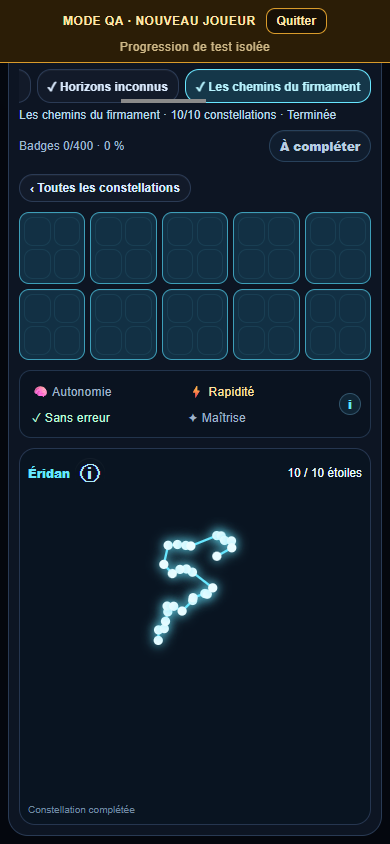 MODE QA · NOUVEAU JOUEUR Quitter
Progression de test isolée
✓ Horizons inconnus ✓ Les chemins du firmament
Les chemins du firmament · 10/10 constellations · Terminée
Badges 0/400 · 0 % À compléter
‹ Toutes les constellations
🧠 Autonomie ⚡ Rapidité i
✓ Sans erreur ✦ Maîtrise
Éridan i 10 / 10 étoiles
Constellation complétée